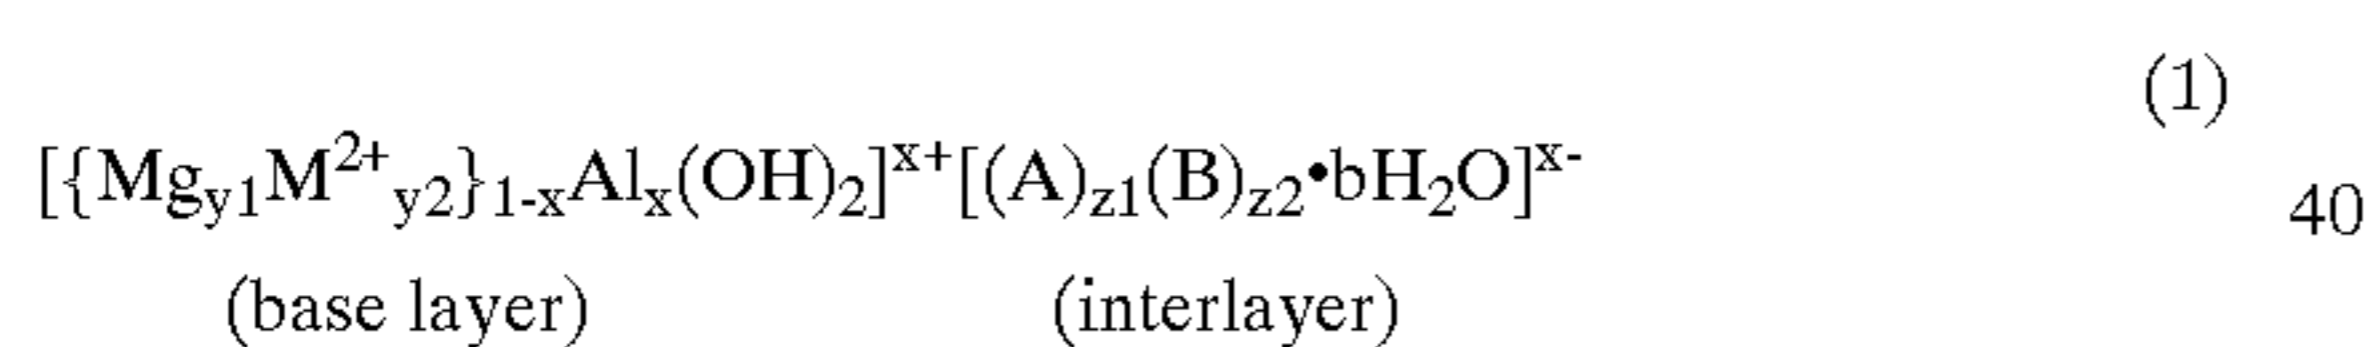 (1)
[{Mg_{y1}M^{2+}_{y2}}_{1-x}Al_x(OH)_2]^{x+}[(A)_{z1}(B)_{z2}•bH_2O]^{x-}
40
(base layer) (interlayer)